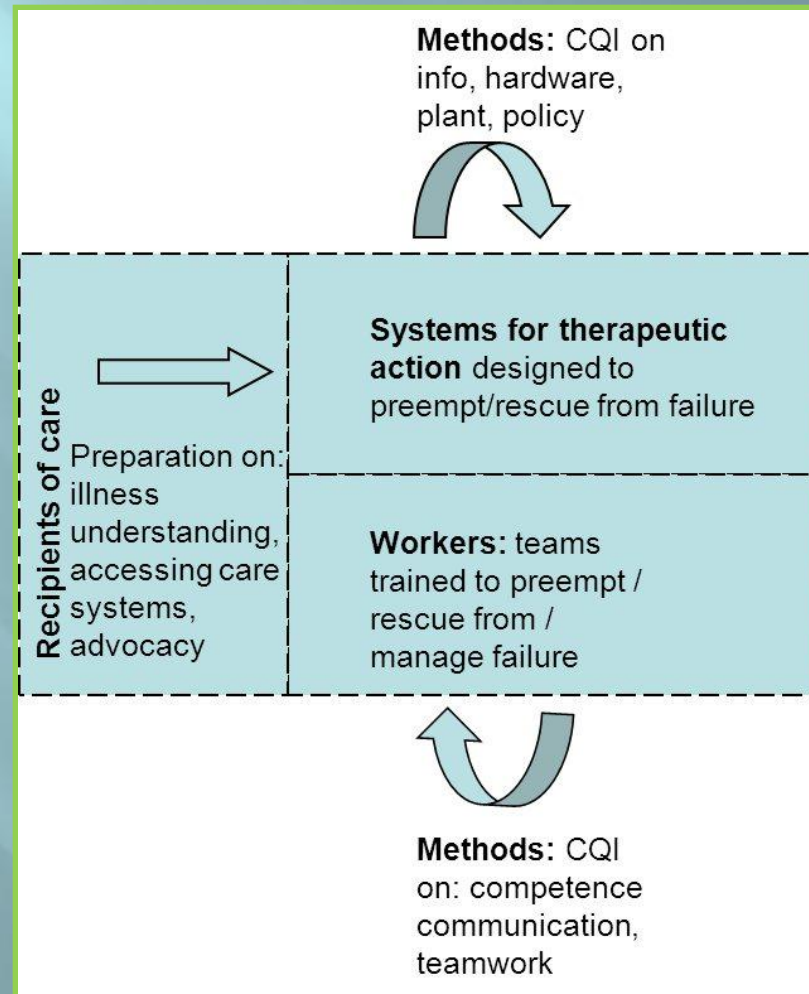 Methods: CQI on
info, hardware,
plant, policy
Recipients of care
Preparation on:
illness
understanding,
accessing care
systems,
advocacy
Systems for therapeutic
action designed to
preempt/rescue from failure
Workers: teams
trained to preempt /
rescue from /
manage failure
Methods: CQI
on: competence
communication,
teamwork